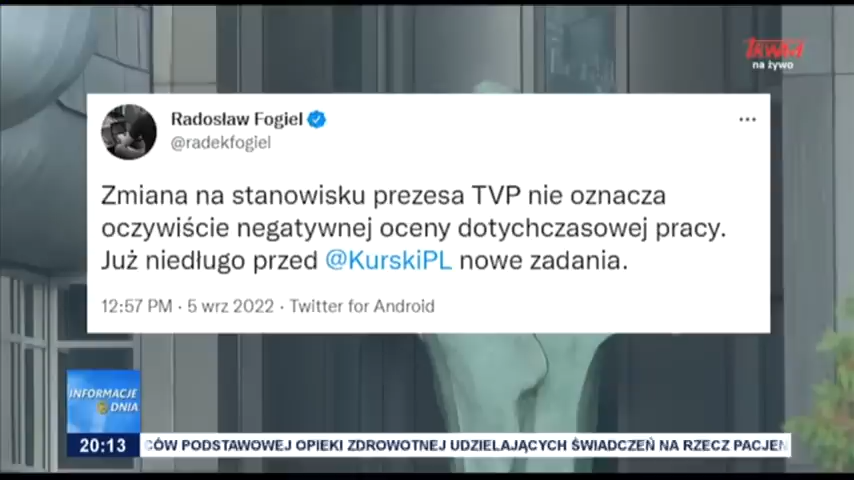 TRWAM
na żywo
Radosław Fogiel
@radekfogiel
Zmiana na stanowisku prezesa TVP nie oznacza
oczywiście negatywnej oceny dotychczasowej pracy.
Już niedługo przed @KurskiPL nowe zadania.
12:57 PM · 5 wrz 2022 · Twitter for Android
INFORMACJE
DNIA
20:13
CÓW PODSTAWOWEJ OPIEKI ZDROWOTNEJ UDZIELAJĄCYCH ŚWIADCZEŃ NA RZECZ PACJEN